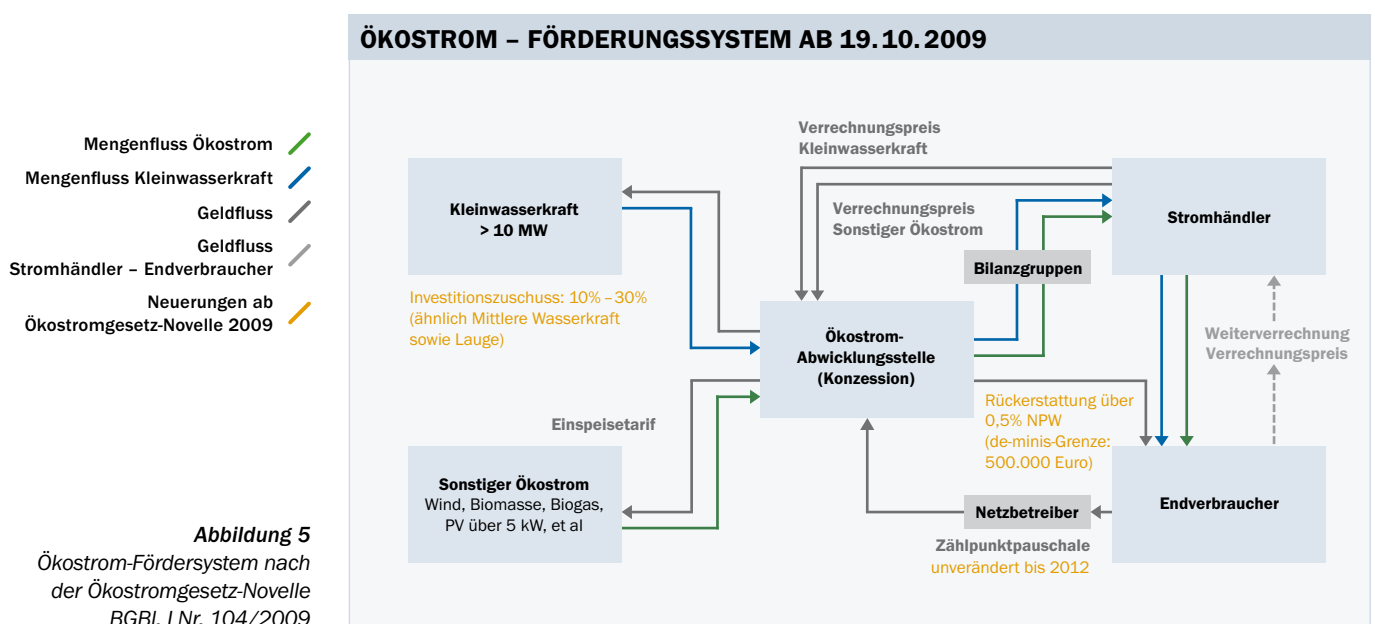 ÖKOSTROM – FÖRDERUNGSSYSTEM AB 19.10.2009
Mengenfluss Ökostrom
Mengenfluss Kleinwasserkraft
Geldfluss
Geldfluss
Stromhändler – Endverbraucher
Neuerungen ab
Ökostromgesetz-Novelle 2009
Verrechnungspreis
Kleinwasserkraft
Kleinwasserkraft
> 10 MW
Verrechnungspreis
Sonstiger Ökostrom
Stromhändler
Bilanzgruppen
Investitionszuschuss: 10% – 30%
(ähnlich Mittlere Wasserkraft
sowie Lauge)
Ökostrom-
Abwicklungsstelle
(Konzession)
Weiterverrechnung
Verrechnungspreis
Einspeisetarif
Rückerstattung über
0,5% NPW
(de-minis-Grenze:
500.000 Euro)
Sonstiger Ökostrom
Wind, Biomasse, Biogas,
PV über 5 kW, et al
Netzbetreiber
Endverbraucher
Zählpunktpauschale
unverändert bis 2012
Abbildung 5
Ökostrom-Fördersystem nach
der Ökostromgesetz-Novelle
BGBl. I Nr. 104/2009